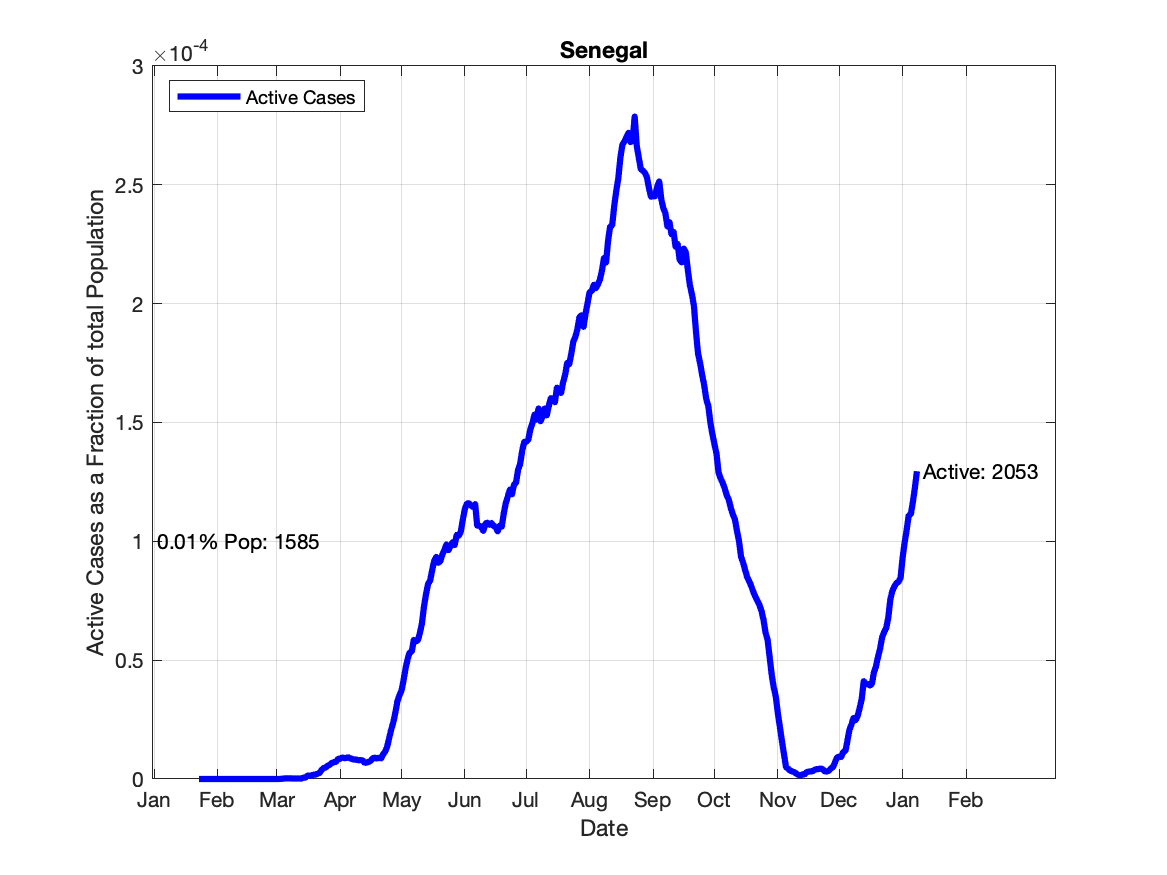 Senegal
×10⁻⁴
3
2.5
2
1.5
1
0.5
0
Active Cases
0.01% Pop: 1585
Active: 2053
Active Cases as a Fraction of total Population
Jan Feb Mar Apr May Jun Jul Aug Sep Oct Nov Dec Jan Feb
Date